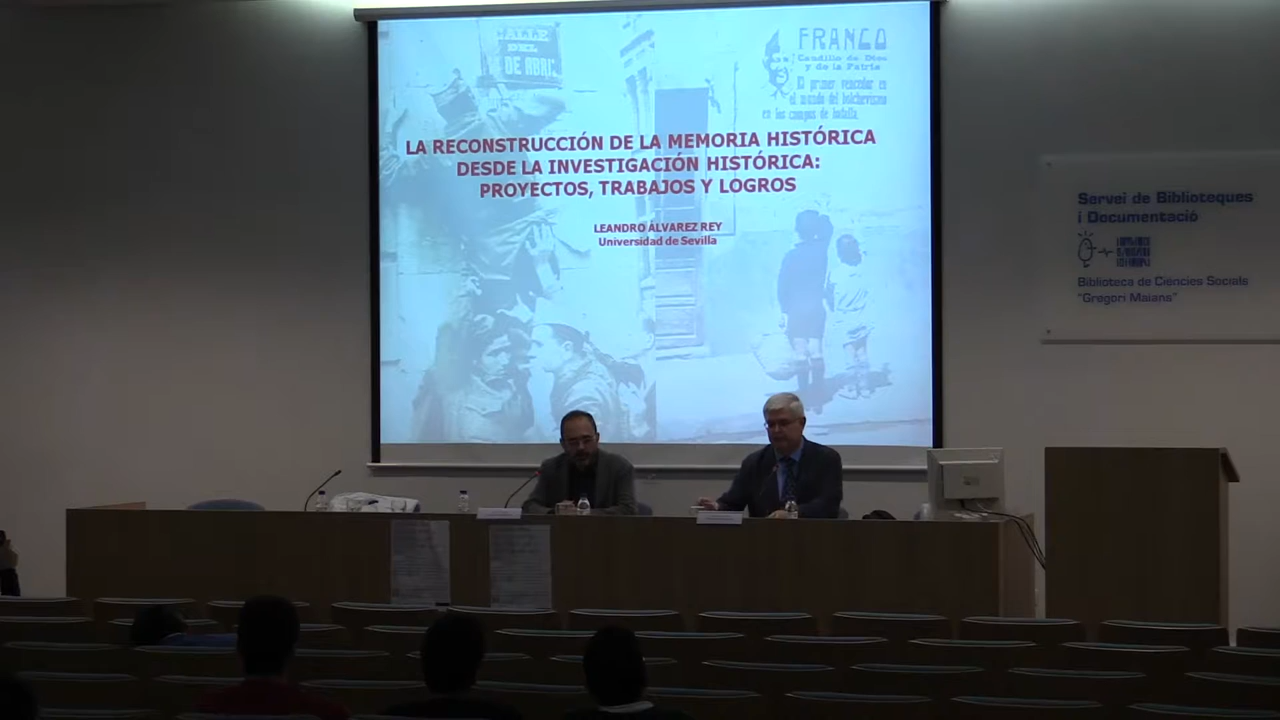 CALLE
DEL
DE ABRIL
FRANCO
Caudillo de Dios
y de la Patria
El primer vencedor en
el mundo del bolchevismo
en los campos de batalla.
LA RECONSTRUCCIÓN DE LA MEMORIA HISTÓRICA
DESDE LA INVESTIGACIÓN HISTÓRICA:
PROYECTOS, TRABAJOS Y LOGROS
LEANDRO ÁLVAREZ REY
Universidad de Sevilla
Servei de Biblioteques
i Documentació
Biblioteca de Ciències Socials
"Gregori Maians"